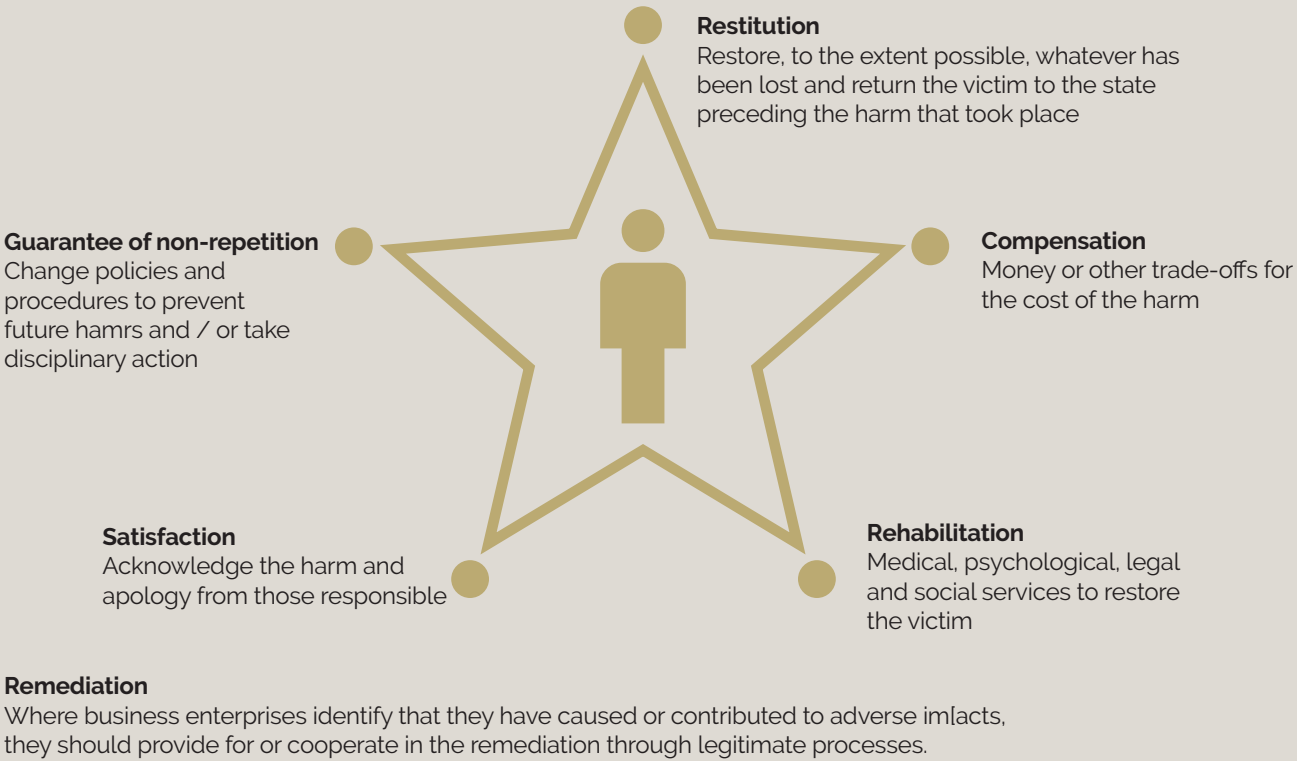 Restitution
Restore, to the extent possible, whatever has
been lost and return the victim to the state
preceding the harm that took place
Guarantee of non-repetition
Change policies and
procedures to prevent
future hamrs and / or take
disciplinary action
Compensation
Money or other trade-offs for
the cost of the harm
Satisfaction
Acknowledge the harm and
apology from those responsible
Rehabilitation
Medical, psychological, legal
and social services to restore
the victim
Remediation
Where business enterprises identify that they have caused or contributed to adverse im[acts,
they should provide for or cooperate in the remediation through legitimate processes.